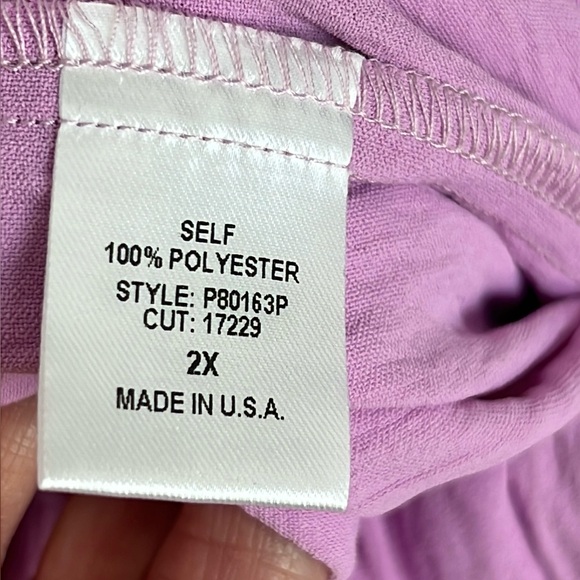 SELF
100% POLYESTER
STYLE: P80163P
CUT: 17229
2X
MADE IN U.S.A.